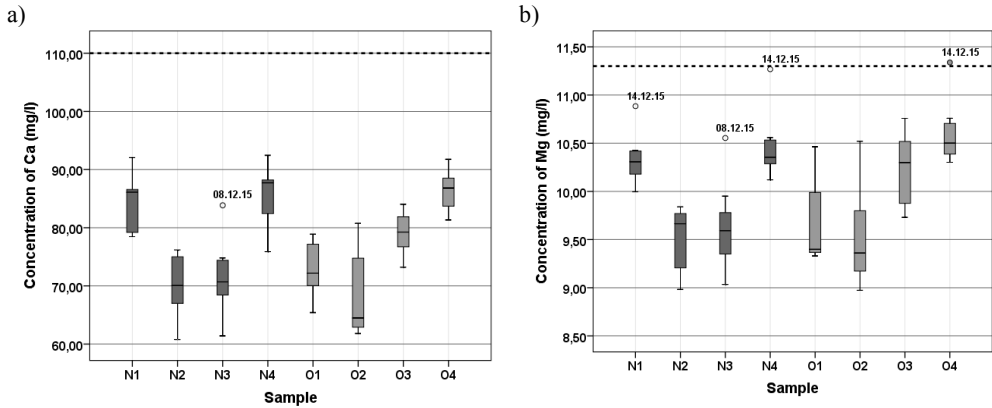 a)
Concentration of Ca (mg/l)
110,00
100,00
90,00
80,00
70,00
60,00
08.12.15
N1 N2 N3 N4 O1 O2 O3 O4
Sample
b)
Concentration of Mg (mg/l)
11,50
11,00
10,50
10,00
9,50
9,00
8,50
14.12.15
08.12.15
14.12.15
14.12.15
N1 N2 N3 N4 O1 O2 O3 O4
Sample